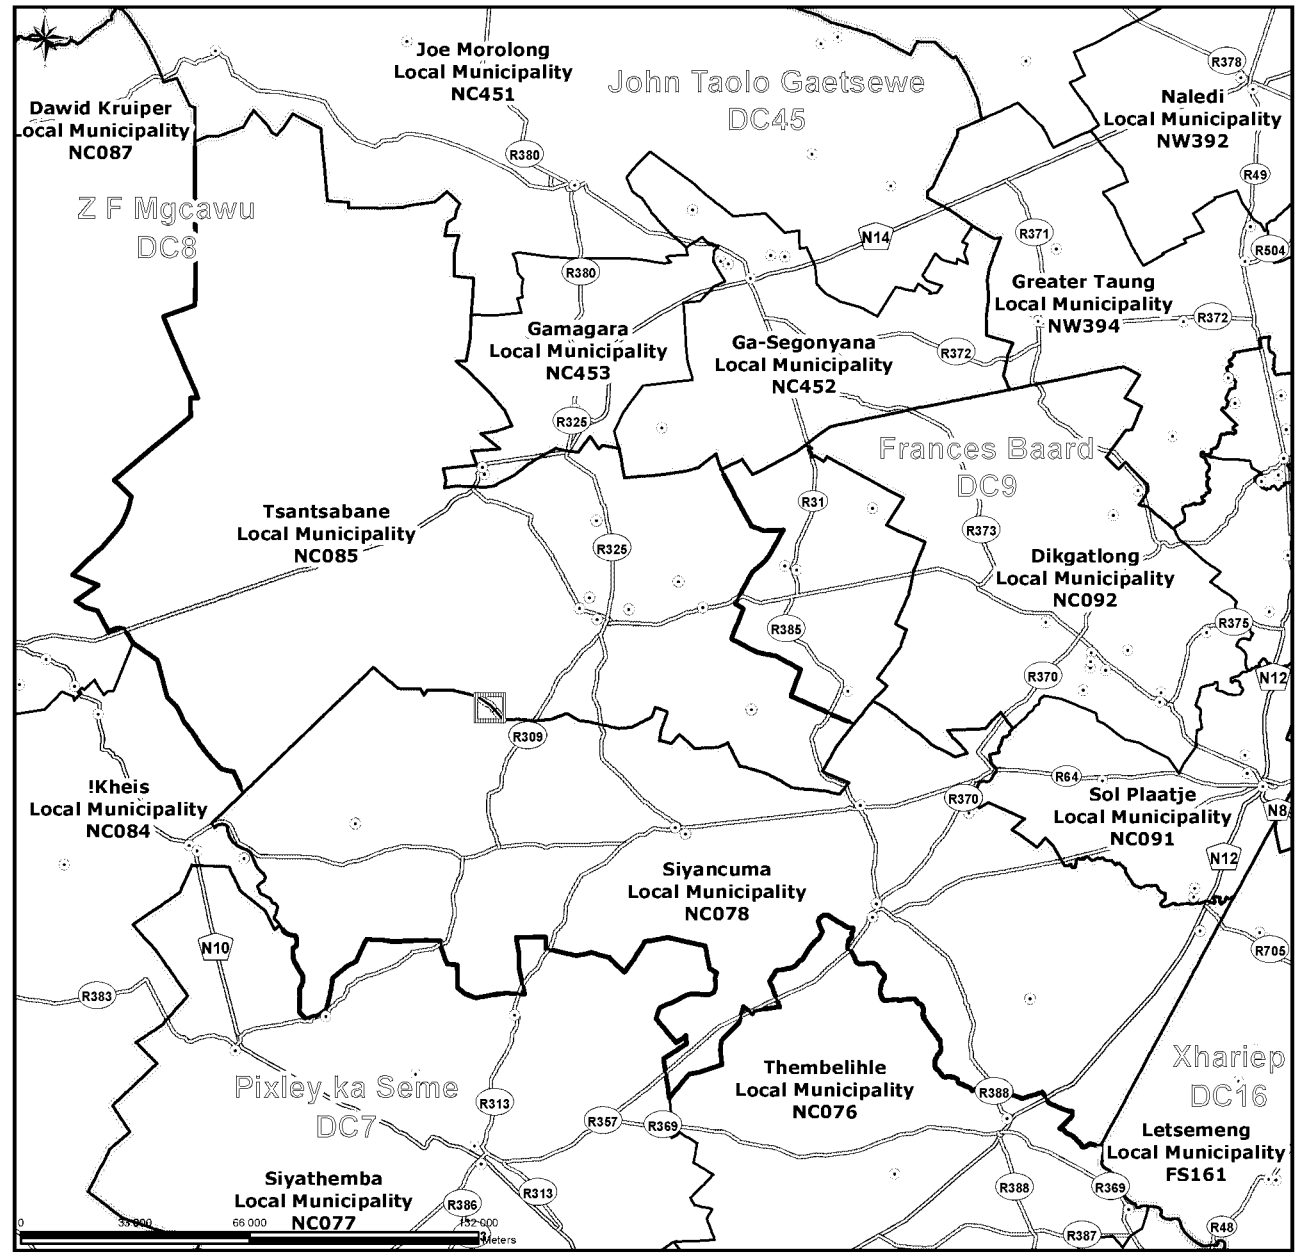 Joe Morolong
Local Municipality
NC451
John Taolo Gaetsewe
DC45
R378
Naledi
Local Municipality
NW392
Dawid Kruiper
Local Municipality
NC087
R380
R49
Z F Mgcawu
DC8
N14
R371
R504
R380
Greater Taung
Local Municipality
NW394
R372
Gamagara
Local Municipality
NC453
Ga-Segonyana
Local Municipality
NC452
R372
R325
Frances Baard
DC9
R31
R373
Tsantsabane
Local Municipality
NC085
R325
Dikgatlong
Local Municipality
NC092
R385
R375
R370
N12
R309
R64
!Kheis
Local Municipality
NC084
R370
Sol Plaatje
Local Municipality
NC091
N8
N12
Siyancuma
Local Municipality
NC078
N10
R705
R383
Thembelihle
Local Municipality
NC076
Xhariep
DC16
Pixley ka Seme
DC7
R313
R388
R357
R369
Letsemeng
Local Municipality
FS161
Siyathemba
Local Municipality
NC077
R386
R313
R388
R369
R48
R387
0
33 000
66 000
132 000
Meters